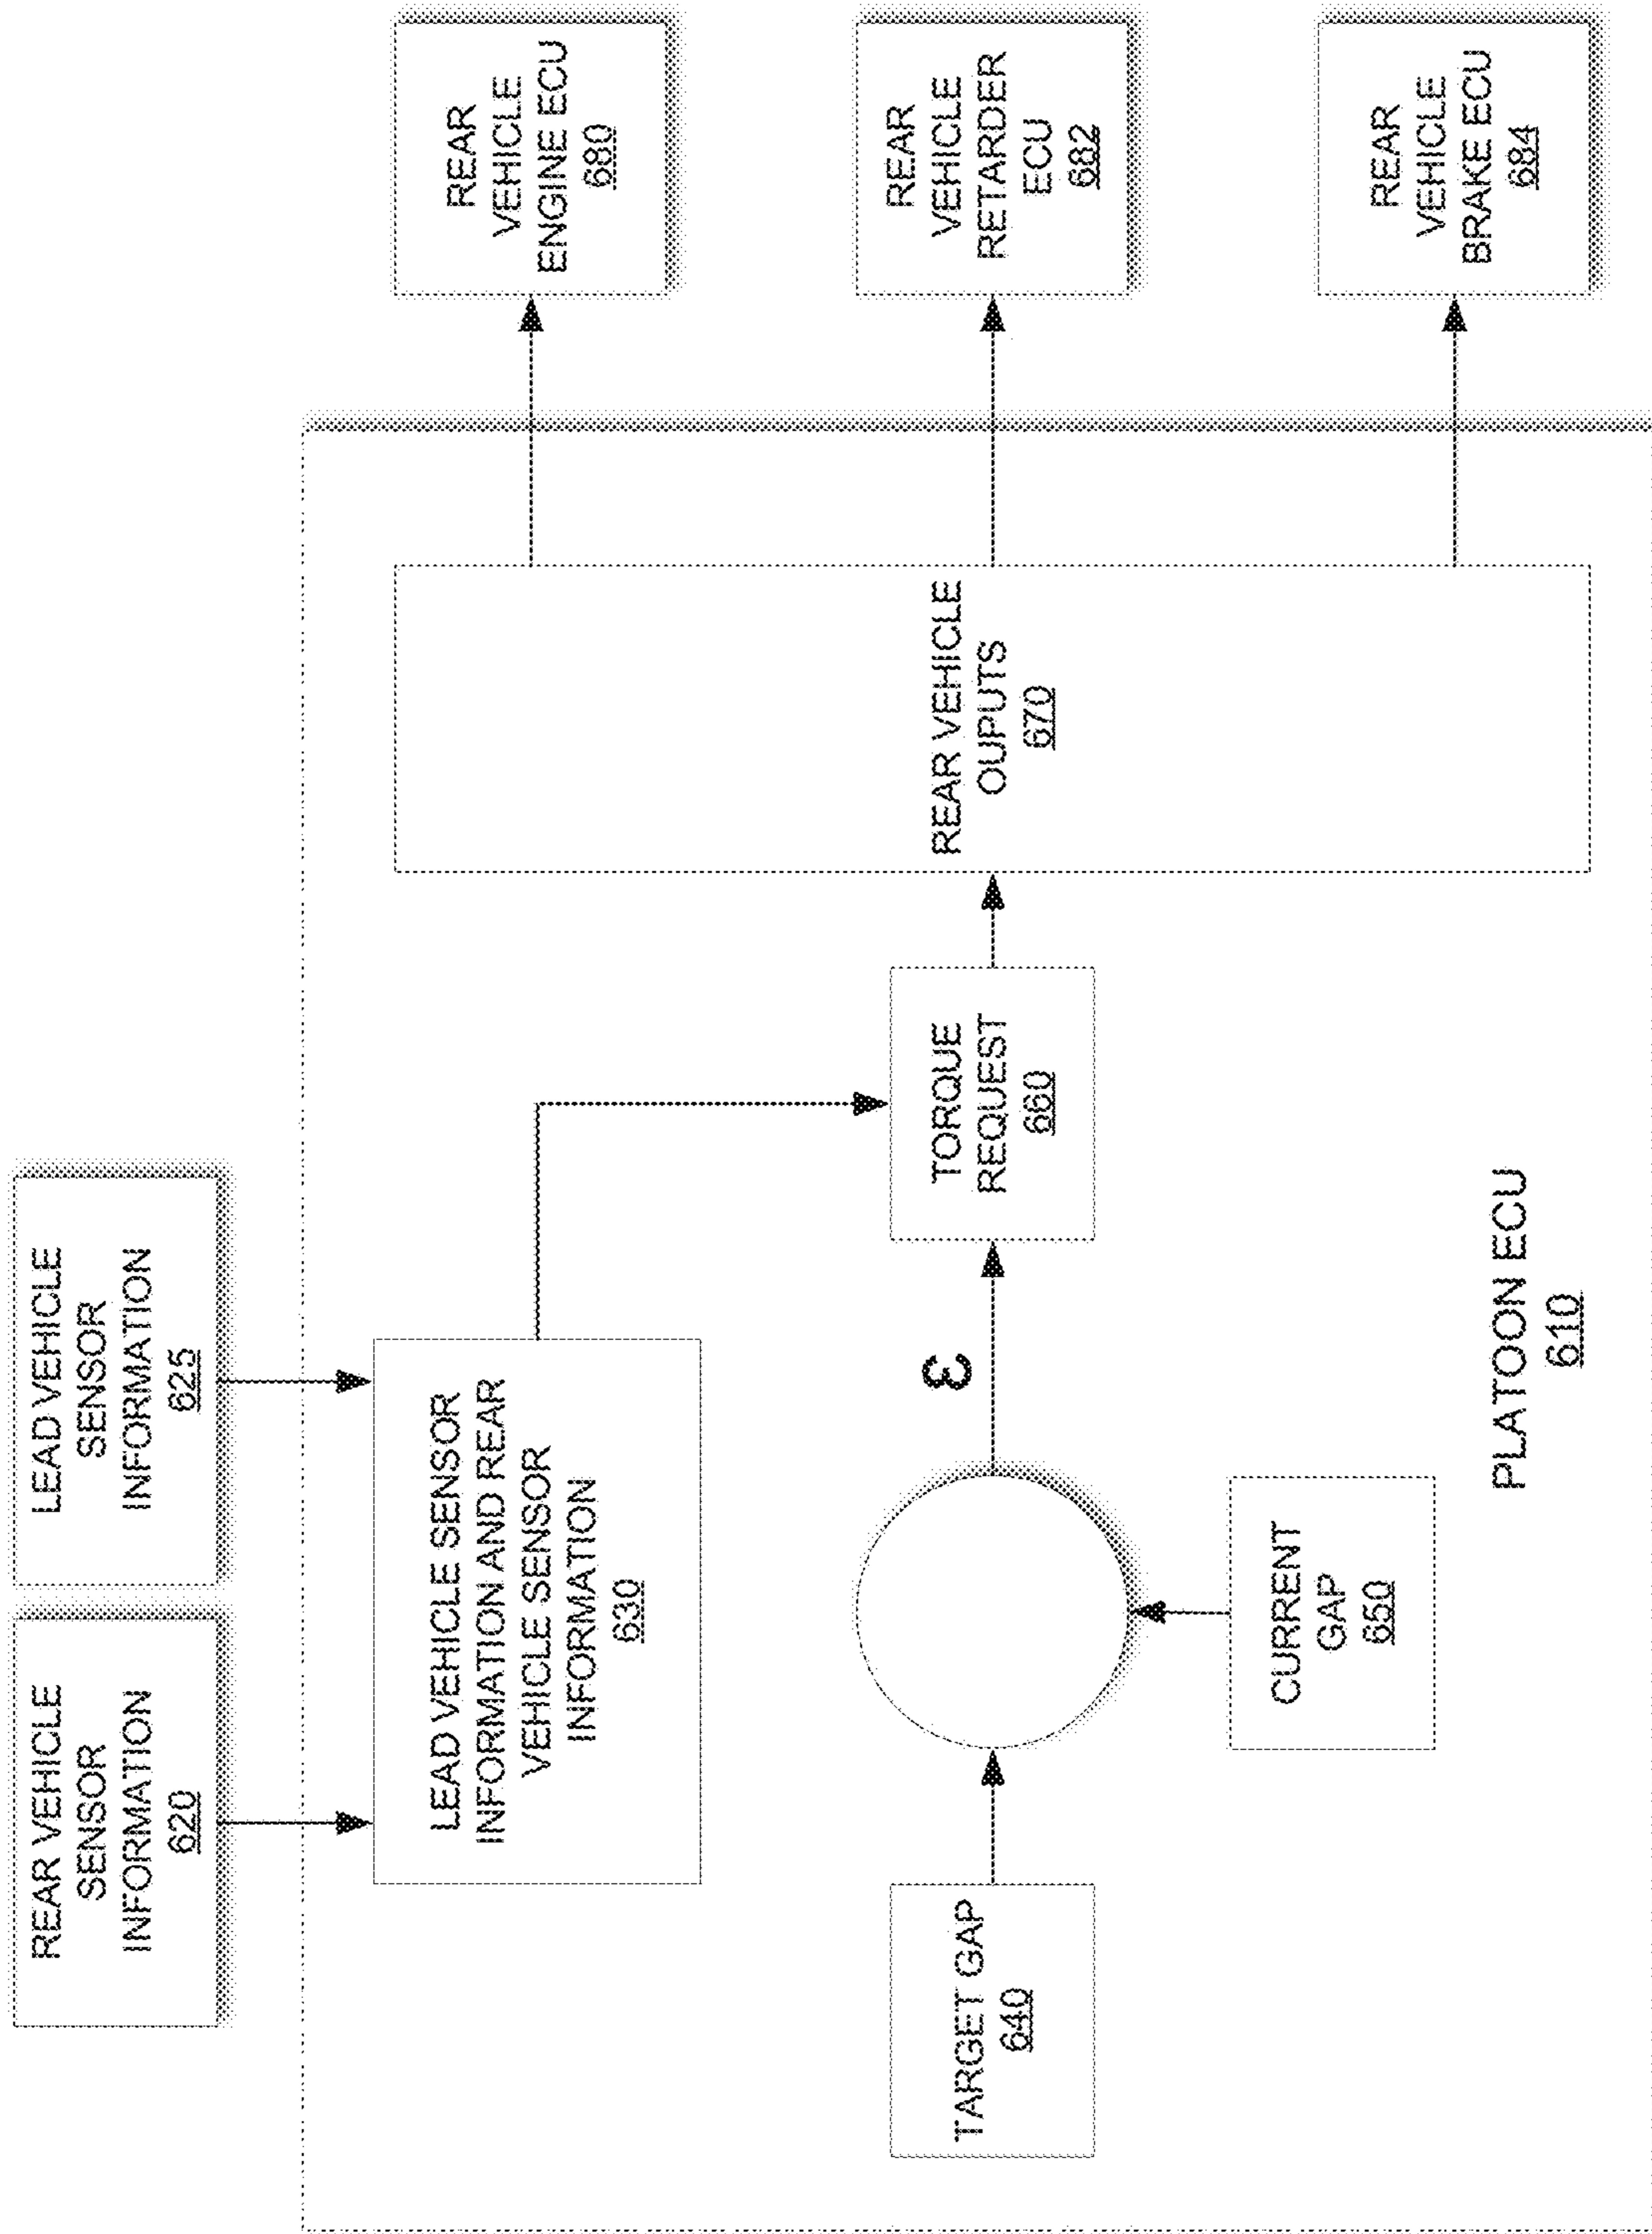 REAR VEHICLE
SENSOR
INFORMATION
620
LEAD VEHICLE
SENSOR
INFORMATION
625
LEAD VEHICLE SENSOR
INFORMATION AND REAR
VEHICLE SENSOR
INFORMATION
630
TARGET GAP
640
CURRENT
GAP
650
ε
TORQUE
REQUEST
660
REAR VEHICLE
OUPUTS
670
REAR
VEHICLE
ENGINE ECU
680
REAR
VEHICLE
RETARDER
ECU
682
REAR
VEHICLE
BRAKE ECU
684
PLATOON ECU
610